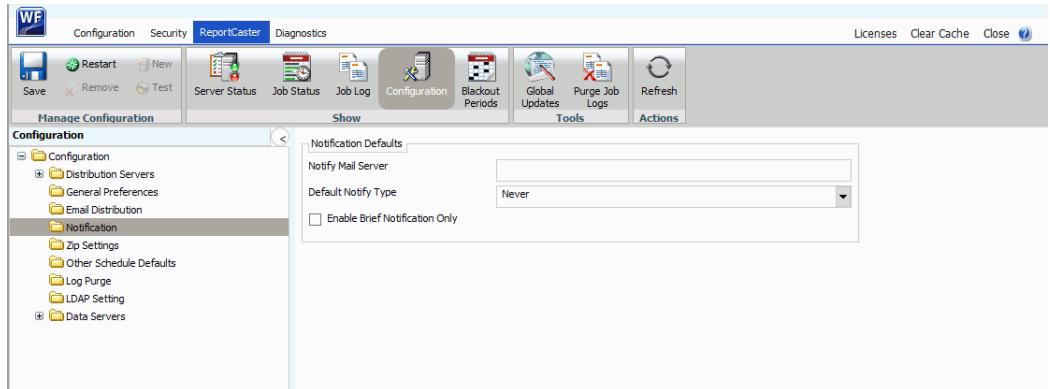 WF
Configuration Security ReportCaster Diagnostics Licenses Clear Cache Close
Save Restart New Remove Test Server Status Job Status Job Log Configuration Blackout Periods Global Updates Purge Job Logs Refresh
Manage Configuration Show Tools Actions
Configuration
Configuration
Distribution Servers
General Preferences
Email Distribution
Notification
Zip Settings
Other Schedule Defaults
Log Purge
LDAP Setting
Data Servers
Notification Defaults
Notify Mail Server
Default Notify Type Never
Enable Brief Notification Only